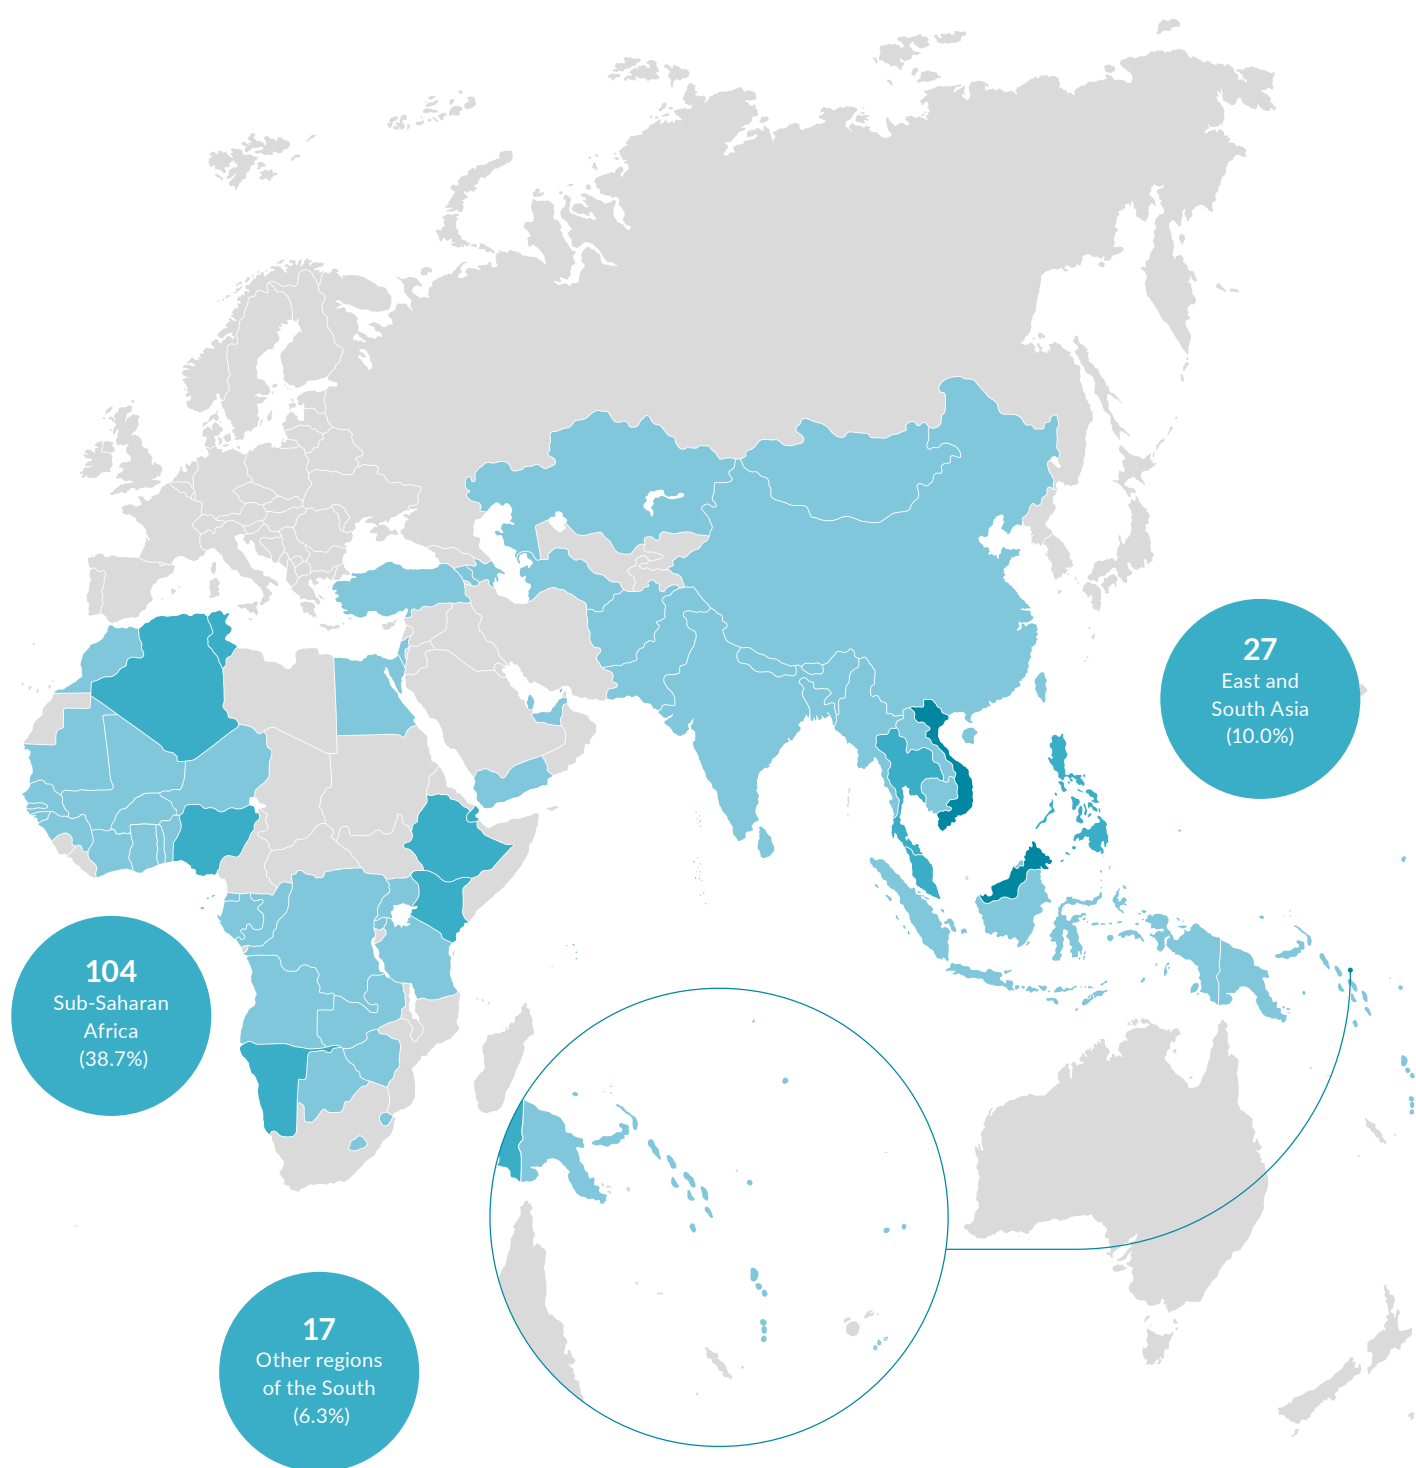 27
East and
South Asia
(10.0%)
104
Sub-Saharan
Africa
(38.7%)
17
Other regions
of the South
(6.3%)